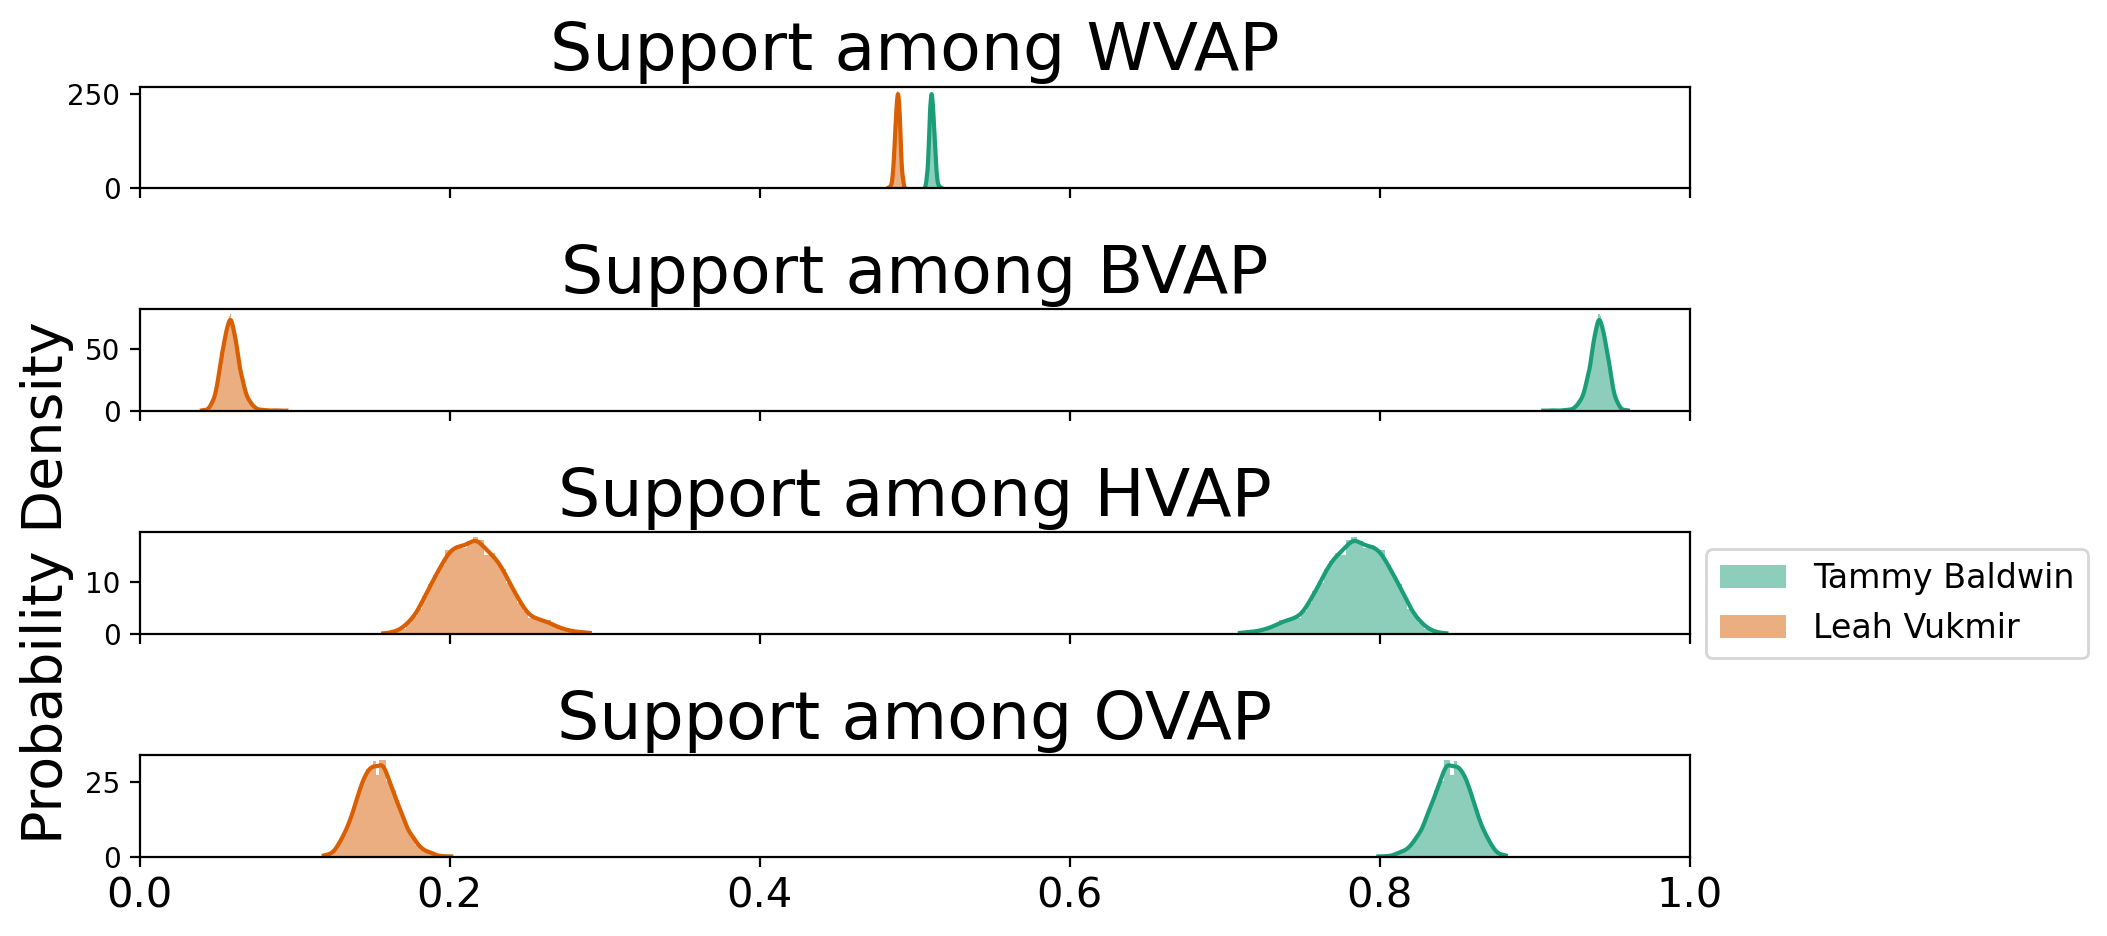 Support among WVAP
250
0
Support among BVAP
50
0
Support among HVAP
10
0
Support among OVAP
25
0
0.0 0.2 0.4 0.6 0.8 1.0
Probability Density
Tammy Baldwin
Leah Vukmir